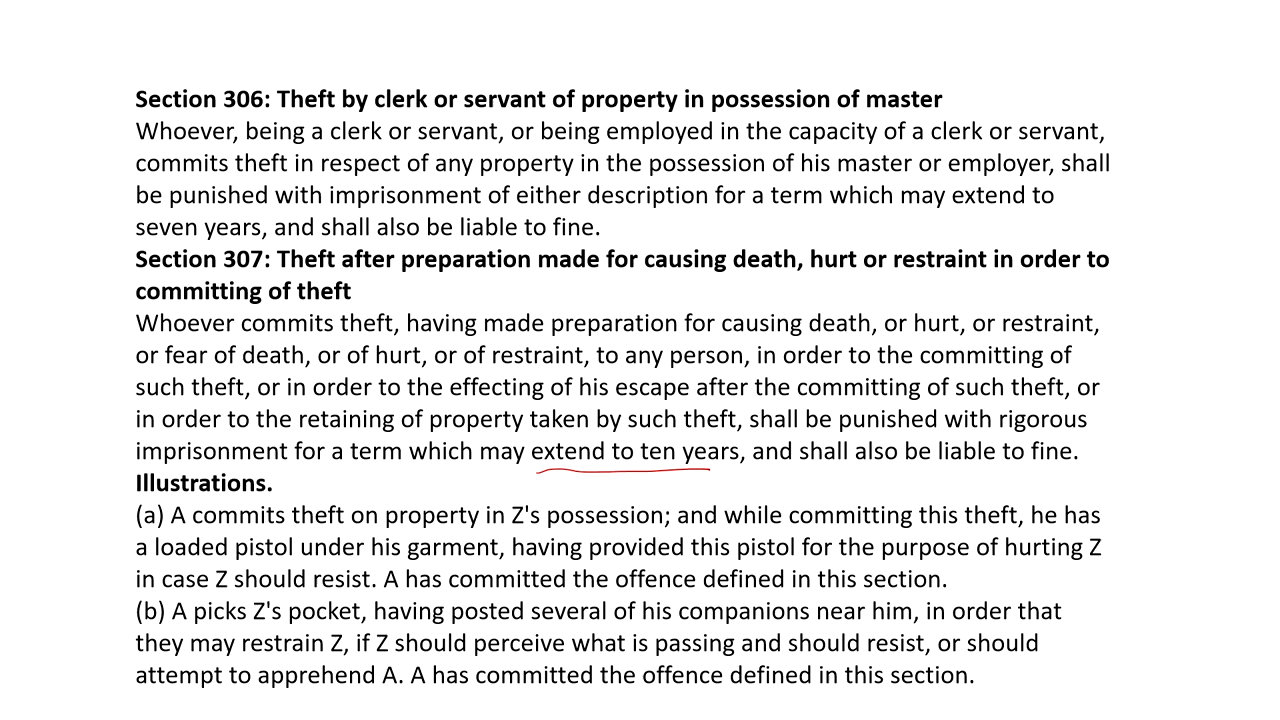 Section 306: Theft by clerk or servant of property in possession of master
Whoever, being a clerk or servant, or being employed in the capacity of a clerk or servant,
commits theft in respect of any property in the possession of his master or employer, shall
be punished with imprisonment of either description for a term which may extend to
seven years, and shall also be liable to fine.
Section 307: Theft after preparation made for causing death, hurt or restraint in order to
committing of theft
Whoever commits theft, having made preparation for causing death, or hurt, or restraint,
or fear of death, or of hurt, or of restraint, to any person, in order to the committing of
such theft, or in order to the effecting of his escape after the committing of such theft, or
in order to the retaining of property taken by such theft, shall be punished with rigorous
imprisonment for a term which may extend to ten years, and shall also be liable to fine.
Illustrations.
(a) A commits theft on property in Z's possession; and while committing this theft, he has
a loaded pistol under his garment, having provided this pistol for the purpose of hurting Z
in case Z should resist. A has committed the offence defined in this section.
(b) A picks Z's pocket, having posted several of his companions near him, in order that
they may restrain Z, if Z should perceive what is passing and should resist, or should
attempt to apprehend A. A has committed the offence defined in this section.